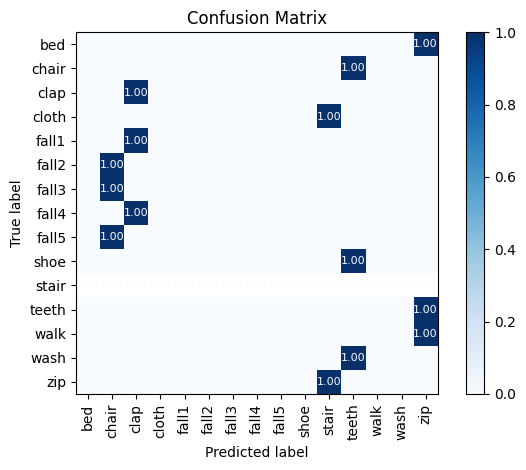 Confusion Matrix
True label
bed
chair
clap
cloth
fall1
fall2
fall3
fall4
fall5
shoe
stair
teeth
walk
wash
zip
1.00
1.00
1.00
1.00
1.00
1.00
1.00
1.00
1.00
1.00
1.00
1.00
1.00
1.00
bed chair clap cloth fall1 fall2 fall3 fall4 fall5 shoe stair teeth walk wash zip
Predicted label
1.0
0.8
0.6
0.4
0.2
0.0